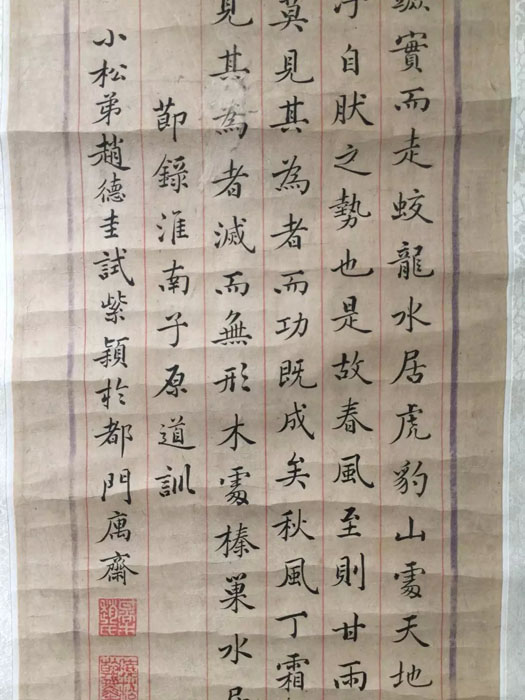 實而走蛟龍水居虎豹山處天地
自肰之勢也是故春風至則甘雨
莫見其為者而功既成矣秋風丁霜
見其為者滅而無形木處榛巢水居
節錄淮南子原道訓
小松弟趙德圭試紫穎於都門寓齋